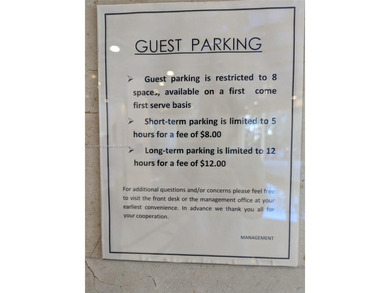 GUEST PARKING
➢ Guest parking is restricted to 8
spaces, available on a first come
first serve basis
➢ Short-term parking is limited to 5
hours for a fee of $8.00
➢ Long-term parking is limited to 12
hours for a fee of $12.00
For additional questions and/or concerns please feel free
to visit the front desk or the management office at your
earliest convenience. In advance we thank you all for
your cooperation.
MANAGEMENT